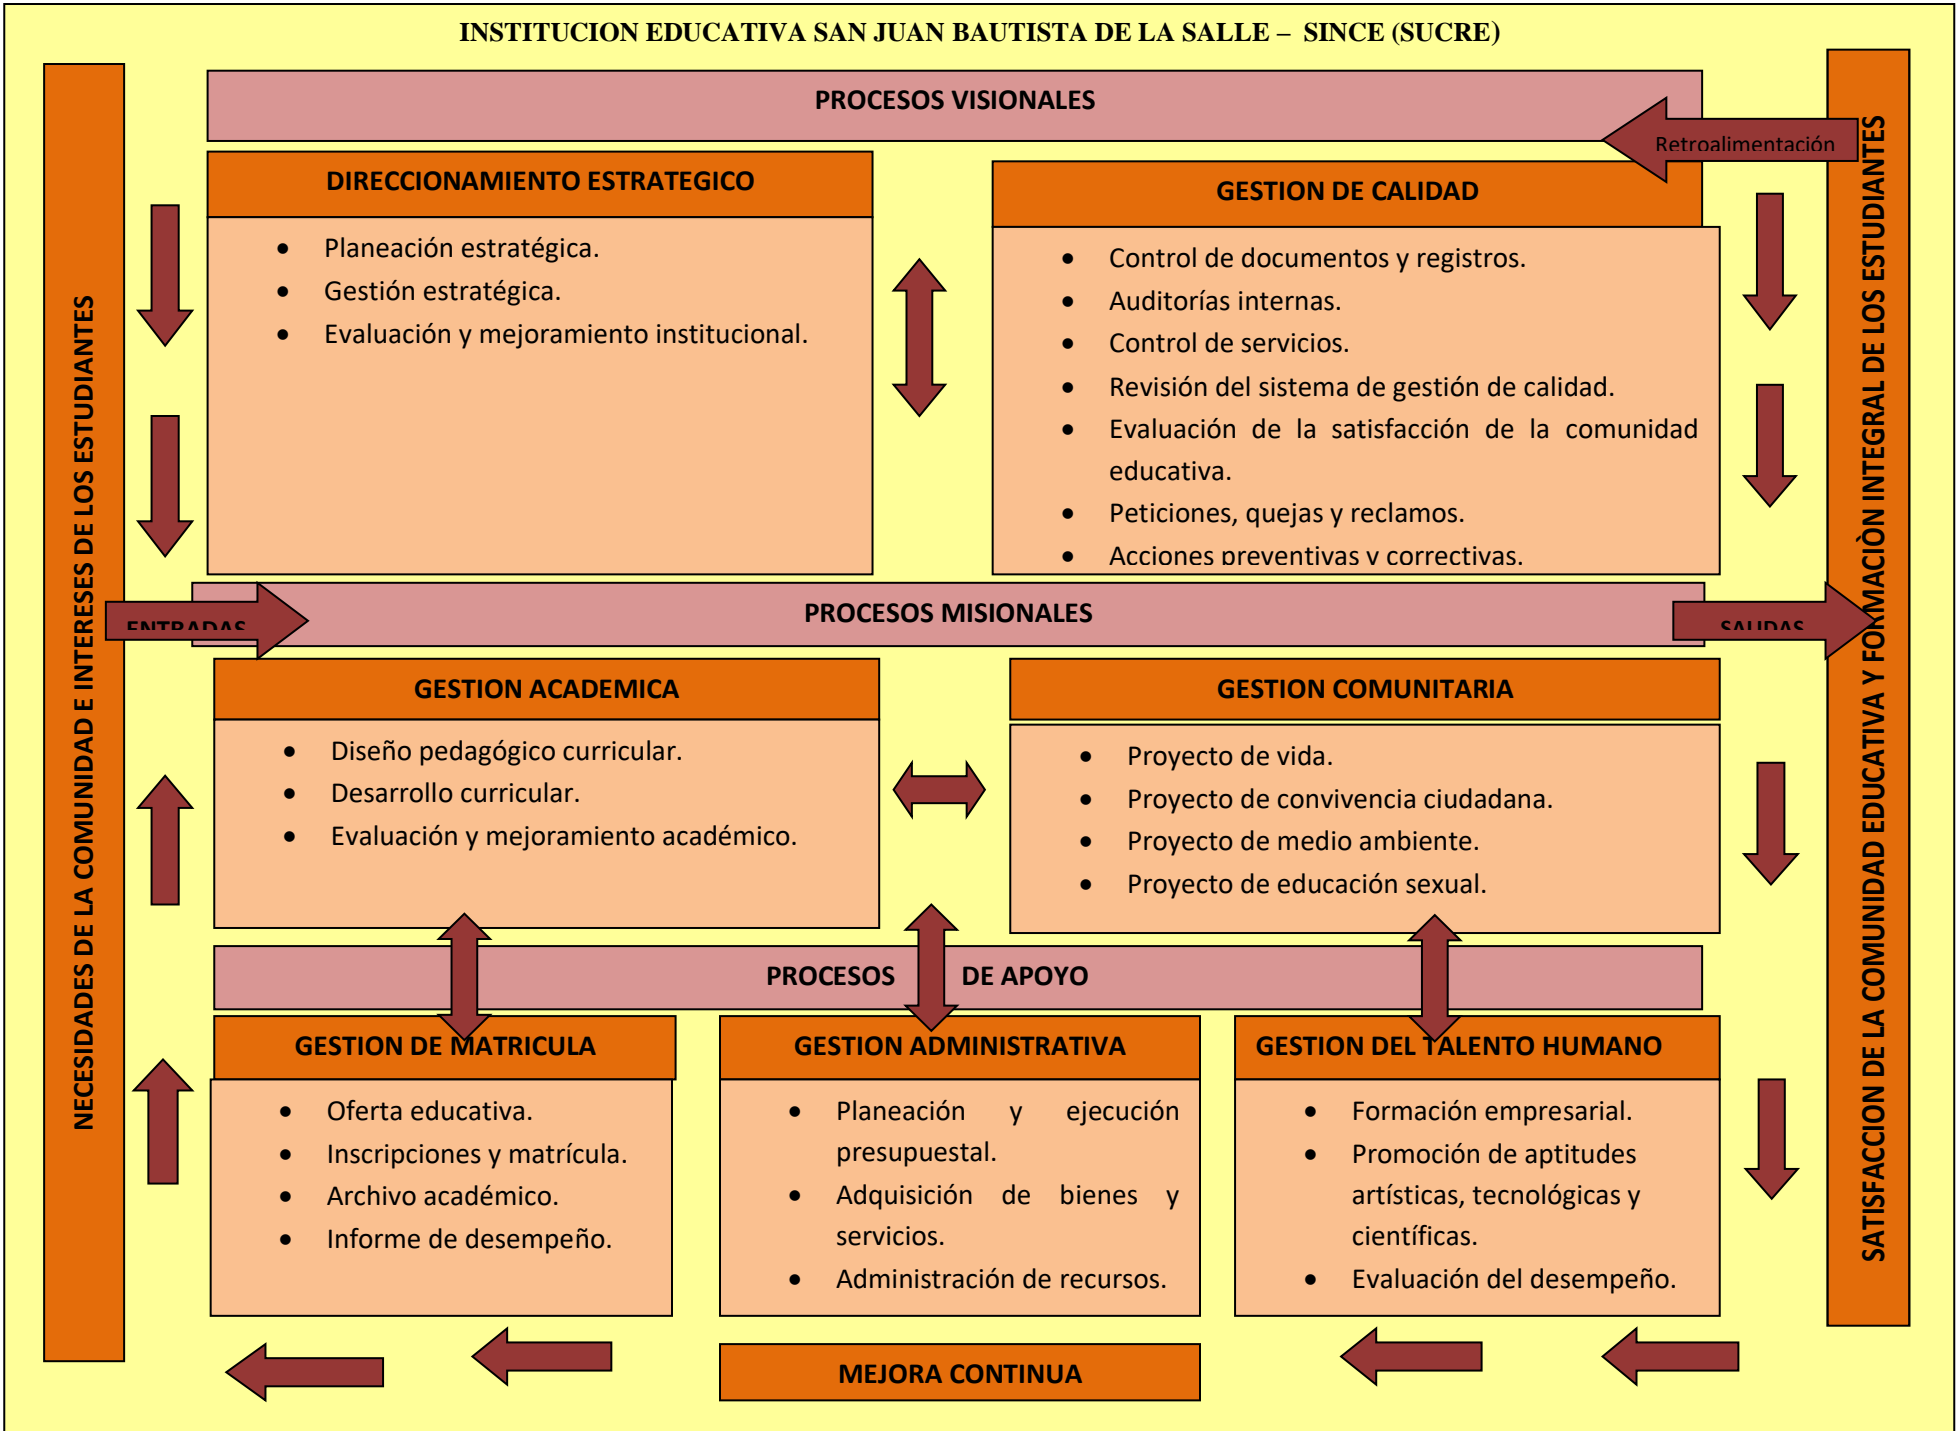 INSTITUCION EDUCATIVA SAN JUAN BAUTISTA DE LA SALLE – SINCE (SUCRE)
NECESIDADES DE LA COMUNIDAD E INTERESES DE LOS ESTUDIANTES
PROCESOS VISIONALES
Retroalimentación
DIRECCIONAMIENTO ESTRATEGICO
• Planeación estratégica.
• Gestión estratégica.
• Evaluación y mejoramiento institucional.
GESTION DE CALIDAD
• Control de documentos y registros.
• Auditorías internas.
• Control de servicios.
• Revisión del sistema de gestión de calidad.
• Evaluación de la satisfacción de la comunidad
educativa.
• Peticiones, quejas y reclamos.
• Acciones preventivas y correctivas.
ENTRADAS
PROCESOS MISIONALES
SALIDAS
GESTION ACADEMICA
• Diseño pedagógico curricular.
• Desarrollo curricular.
• Evaluación y mejoramiento académico.
GESTION COMUNITARIA
• Proyecto de vida.
• Proyecto de convivencia ciudadana.
• Proyecto de medio ambiente.
• Proyecto de educación sexual.
PROCESOS DE APOYO
GESTION DE MATRICULA
• Oferta educativa.
• Inscripciones y matrícula.
• Archivo académico.
• Informe de desempeño.
GESTION ADMINISTRATIVA
• Planeación y ejecución
presupuestal.
• Adquisición de bienes y
servicios.
• Administración de recursos.
GESTION DEL TALENTO HUMANO
• Formación empresarial.
• Promoción de aptitudes
artísticas, tecnológicas y
científicas.
• Evaluación del desempeño.
MEJORA CONTINUA
SATISFACCION DE LA COMUNIDAD EDUCATIVA Y FORMACIÒN INTEGRAL DE LOS ESTUDIANTES